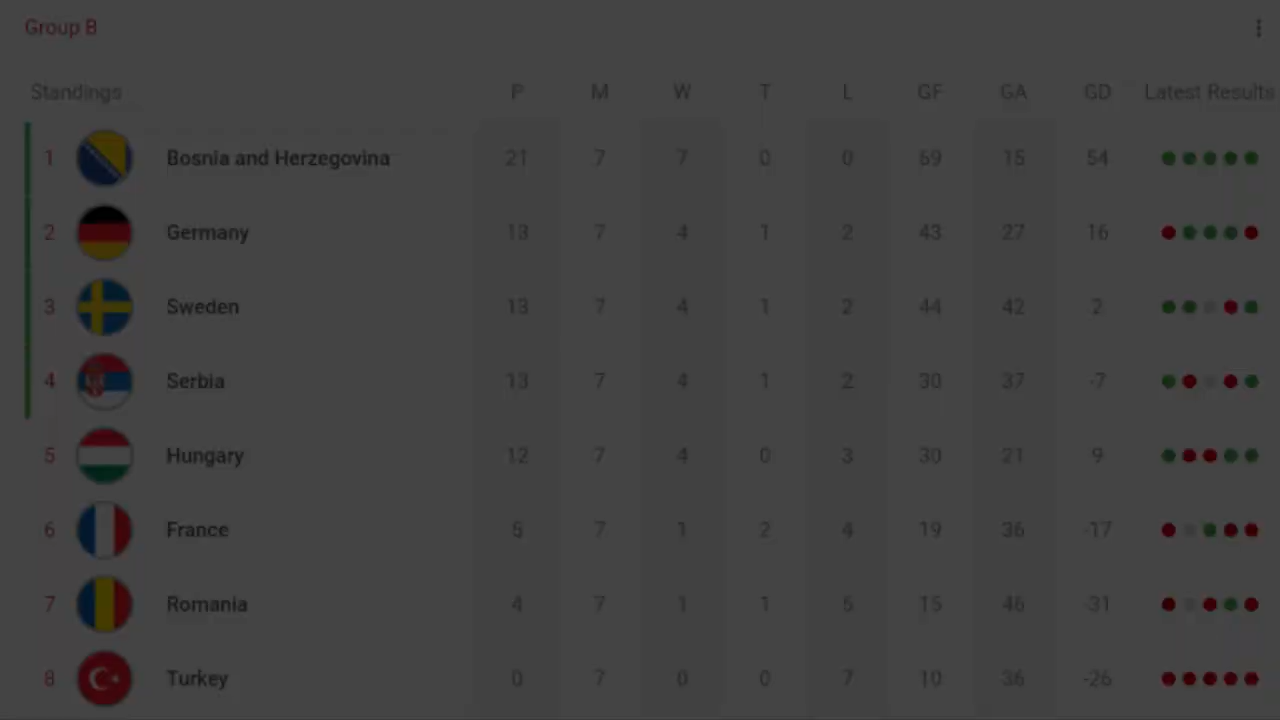 Group B
Standings P M W T L GF GA GD Latest Results
1 Bosnia and Herzegovina 21 7 7 0 0 69 15 54
2 Germany 13 7 4 1 2 43 27 16
3 Sweden 13 7 4 1 2 44 42 2
4 Serbia 13 7 4 1 2 30 37 -7
5 Hungary 12 7 4 0 3 30 21 9
6 France 5 7 1 2 4 19 36 -17
7 Romania 4 7 1 1 5 15 46 -31
8 Turkey 0 7 0 0 7 10 36 -26